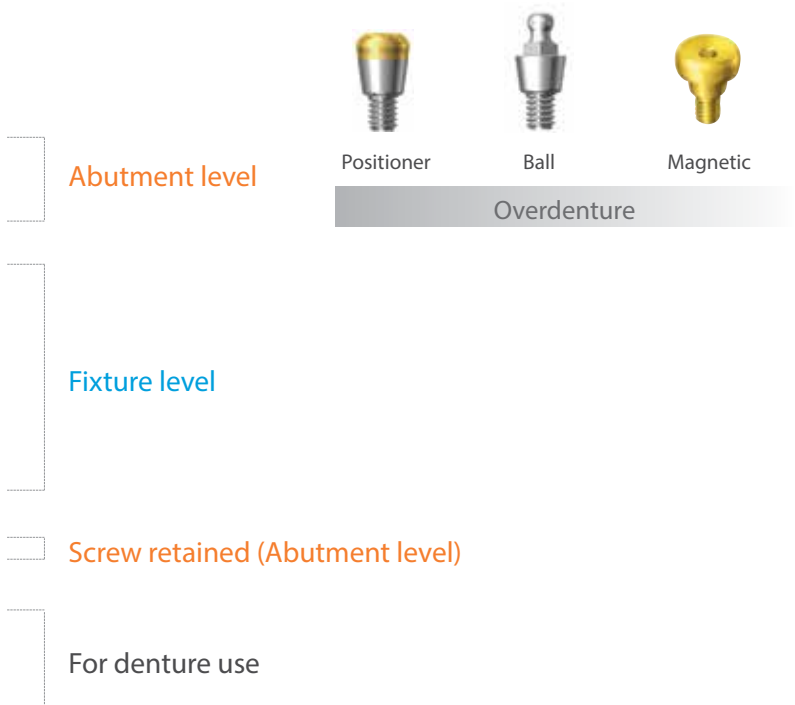 Abutment level
Positioner
Ball
Magnetic
Overdenture
Fixture level
Screw retained (Abutment level)
For denture use